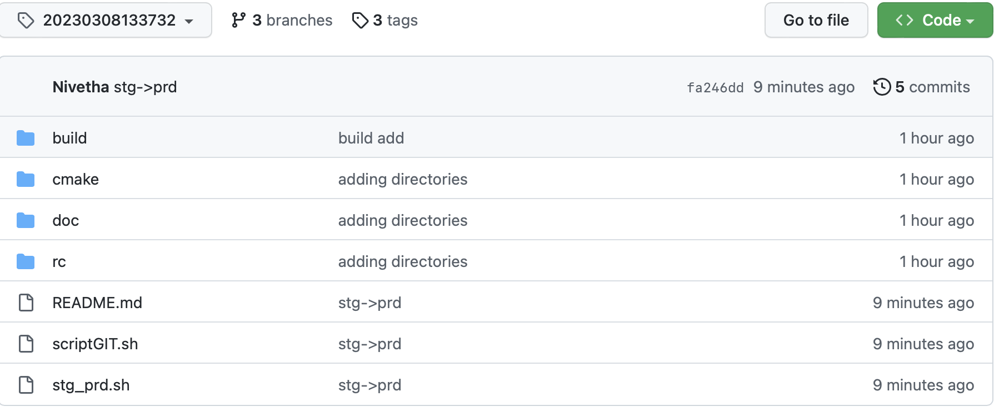 20230308133732 3 branches 3 tags Go to file <> Code
Nivetha stg->prd fa246dd 9 minutes ago 5 commits
build build add 1 hour ago
cmake adding directories 1 hour ago
doc adding directories 1 hour ago
rc adding directories 1 hour ago
README.md stg->prd 9 minutes ago
scriptGIT.sh stg->prd 9 minutes ago
stg_prd.sh stg->prd 9 minutes ago